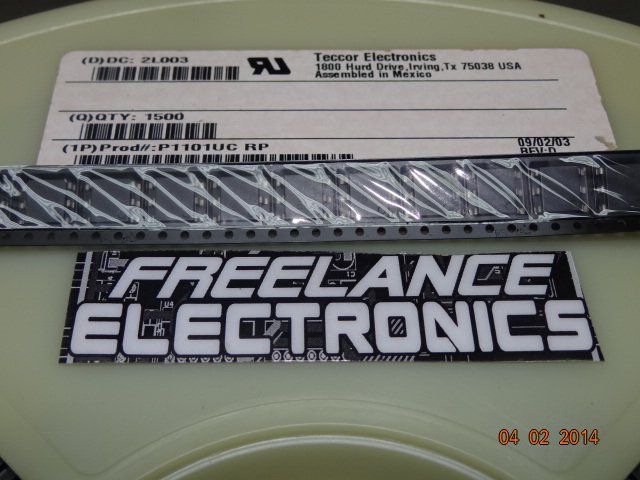 (D)DC: 2L003
Teccor Electronics
1800 Hurd Drive,Irving,Tx 75038 USA
Assembled in Mexico
(Q)QTY: 1500
(1P)Prod#:P1101UC RP
09/02/03
REV:D
FREELANCE
ELECTRONICS
04 02 2014